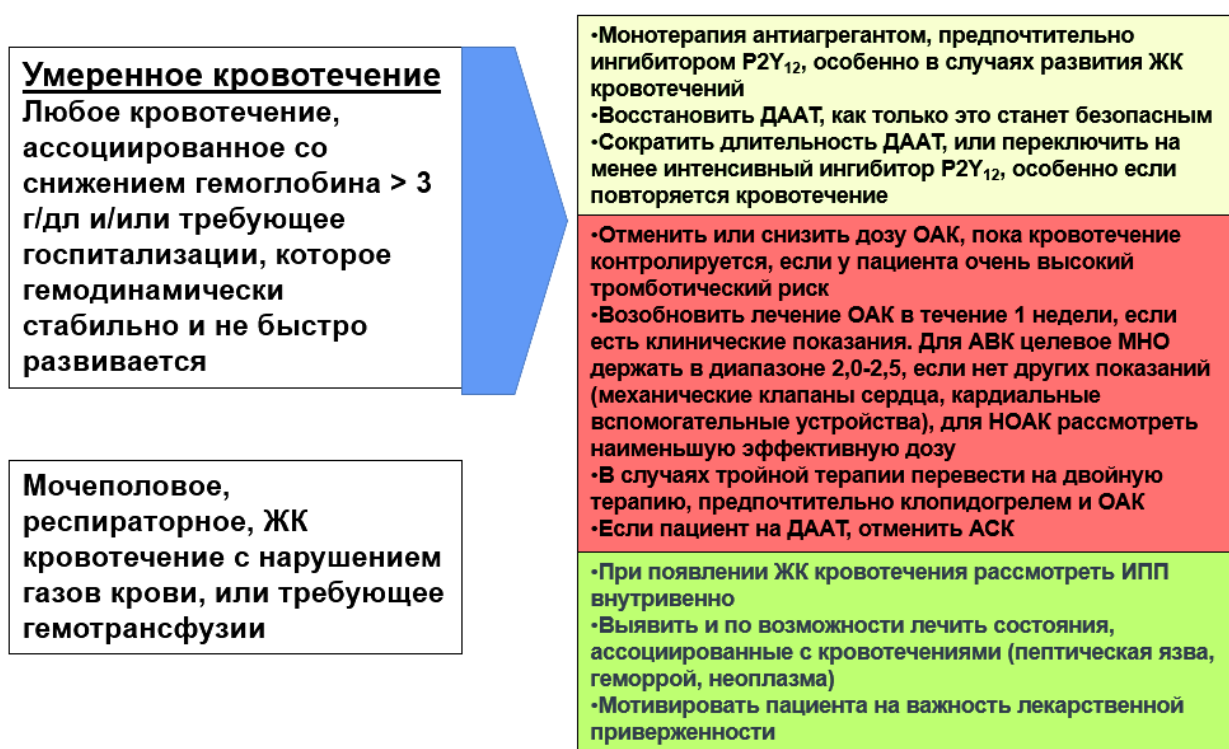 Умеренное кровотечение
Любое кровотечение,
ассоциированное со
снижением гемоглобина > 3
г/дл и/или требующее
госпитализации, которое
гемодинамически
стабильно и не быстро
развивается
Мочеполовое,
респираторное, ЖК
кровотечение с нарушением
газов крови, или требующее
гемотрансфузии
•Монотерапия антиагрегантом, предпочтительно
ингибитором P2Y₁₂, особенно в случаях развития ЖК
кровотечений
•Восстановить ДААТ, как только это станет безопасным
•Сократить длительность ДААТ, или переключить на
менее интенсивный ингибитор P2Y₁₂, особенно если
повторяется кровотечение
•Отменить или снизить дозу ОАК, пока кровотечение
контролируется, если у пациента очень высокий
тромботический риск
•Возобновить лечение ОАК в течение 1 недели, если
есть клинические показания. Для АВК целевое МНО
держать в диапазоне 2,0-2,5, если нет других показаний
(механические клапаны сердца, кардиальные
вспомогательные устройства), для НОАК рассмотреть
наименьшую эффективную дозу
•В случаях тройной терапии перевести на двойную
терапию, предпочтительно клопидогрелем и ОАК
•Если пациент на ДААТ, отменить АСК
•При появлении ЖК кровотечения рассмотреть ИПП
внутривенно
•Выявить и по возможности лечить состояния,
ассоциированные с кровотечениями (пептическая язва,
геморрой, неоплазма)
•Мотивировать пациента на важность лекарственной
приверженности